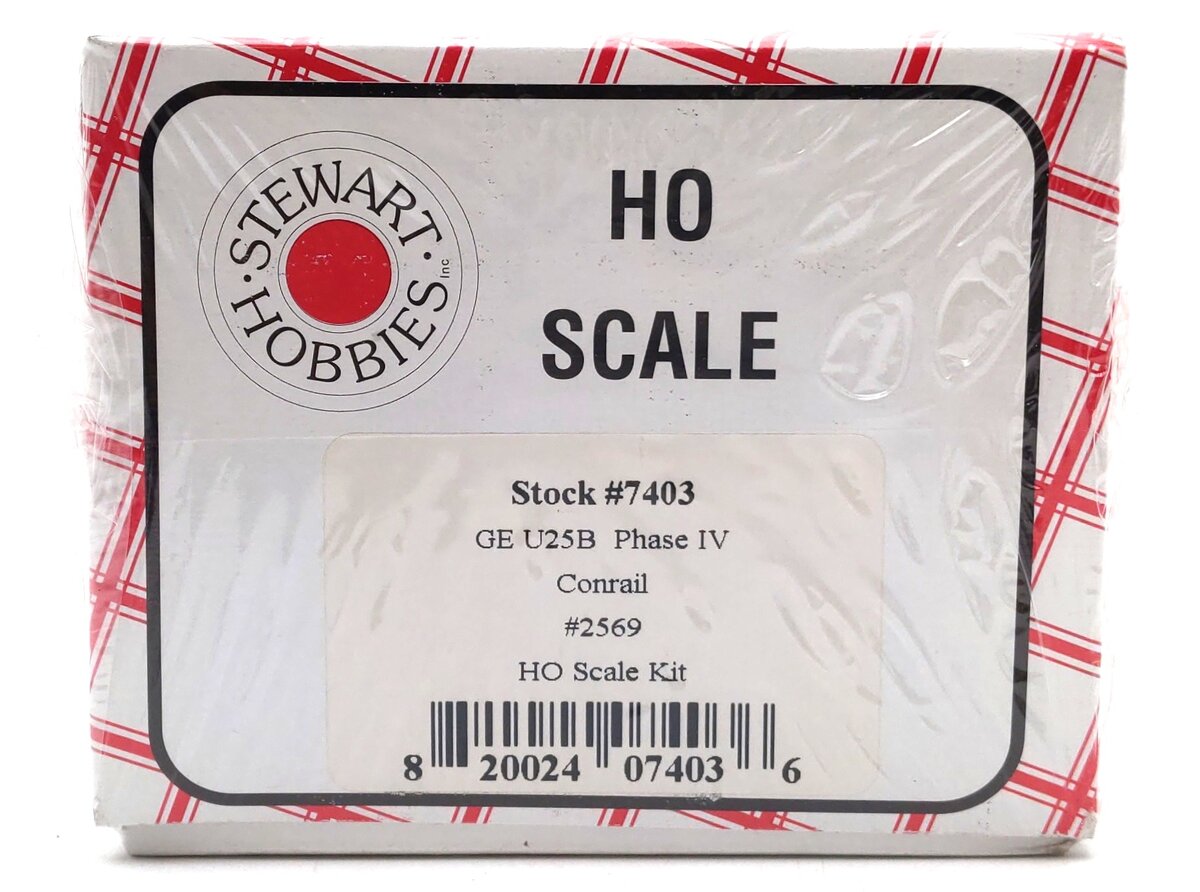 · STEWART ·
HOBBIES Inc
HO
SCALE
Stock #7403
GE U25B Phase IV
Conrail
#2569
HO Scale Kit
8 20024 07403 6